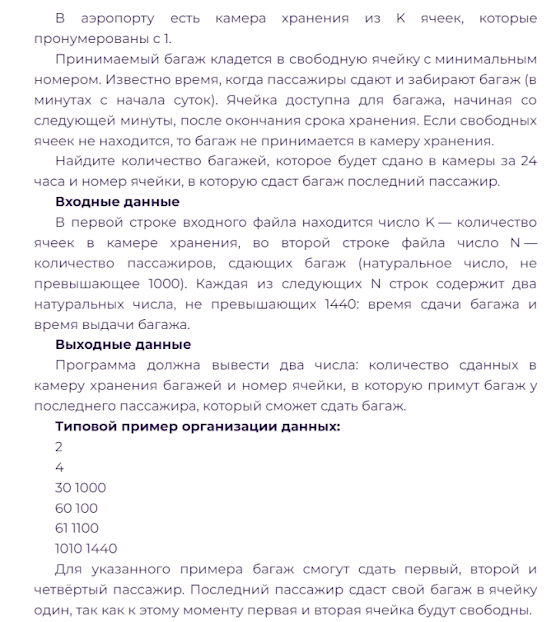 В аэропорту есть камера хранения из К ячеек, которые
пронумерованы с 1.
Принимаемый багаж кладется в свободную ячейку с минимальным
номером. Известно время, когда пассажиры сдают и забирают багаж (в
минутах с начала суток). Ячейка доступна для багажа, начиная со
следующей минуты, после окончания срока хранения. Если свободных
ячеек не находится, то багаж не принимается в камеру хранения.
Найдите количество багажей, которое будет сдано в камеры за 24
часа и номер ячейки, в которую сдаст багаж последний пассажир.
Входные данные
В первой строке входного файла находится число К — количество
ячеек в камере хранения, во второй строке файла число N —
количество пассажиров, сдающих багаж (натуральное число, не
превышающее 1000). Каждая из следующих N строк содержит два
натуральных числа, не превышающих 1440: время сдачи багажа и
время выдачи багажа.
Выходные данные
Программа должна вывести два числа: количество сданных в
камеру хранения багажей и номер ячейки, в которую примут багаж у
последнего пассажира, который сможет сдать багаж.
Типовой пример организации данных:
2
4
30 1000
60 100
61 1100
1010 1440
Для указанного примера багаж смогут сдать первый, второй и
четвёртый пассажир. Последний пассажир сдаст свой багаж в ячейку
один, так как к этому моменту первая и вторая ячейка будут свободны.